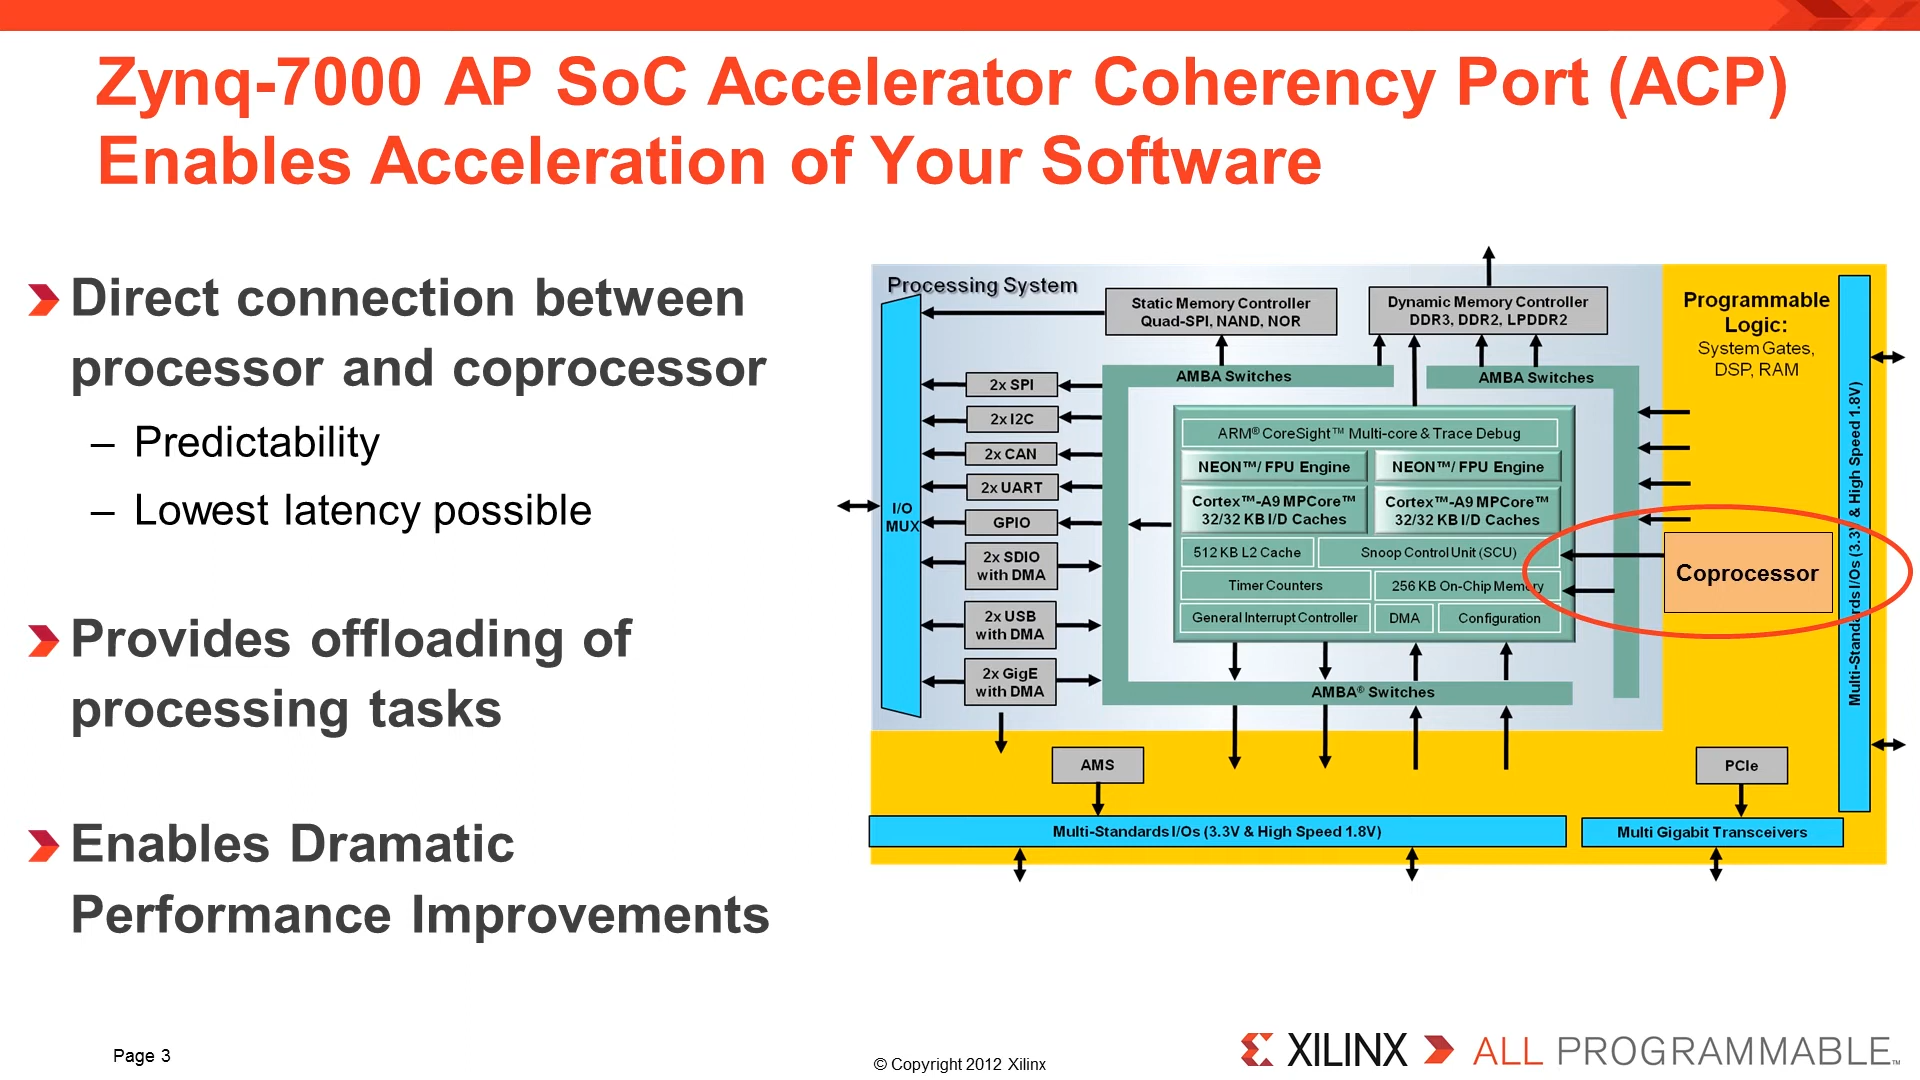 Zynq-7000 AP SoC Accelerator Coherency Port (ACP)
Enables Acceleration of Your Software
Direct connection between
processor and coprocessor
– Predictability
– Lowest latency possible
Provides offloading of
processing tasks
Enables Dramatic
Performance Improvements
Processing System
Static Memory Controller
Quad-SPI, NAND, NOR
Dynamic Memory Controller
DDR3, DDR2, LPDDR2
Programmable
Logic:
System Gates,
DSP, RAM
AMBA Switches
AMBA Switches
2x SPI
2x I2C
2x CAN
2x UART
GPIO
2x SDIO
with DMA
2x USB
with DMA
2x GigE
with DMA
I/O
MUX
ARM® CoreSight™ Multi-core & Trace Debug
NEON™/ FPU Engine
NEON™/ FPU Engine
Cortex™-A9 MPCore™
32/32 KB I/D Caches
Cortex™-A9 MPCore™
32/32 KB I/D Caches
512 KB L2 Cache
Snoop Control Unit (SCU)
Timer Counters
256 KB On-Chip Memory
General Interrupt Controller
DMA
Configuration
AMBA® Switches
Coprocessor
Multi-Standards I/Os (3.3V & High Speed 1.8V)
AMS
PCIe
Multi-Standards I/Os (3.3V & High Speed 1.8V)
Multi Gigabit Transceivers
Page 3
© Copyright 2012 Xilinx
XILINX
ALL PROGRAMMABLE™